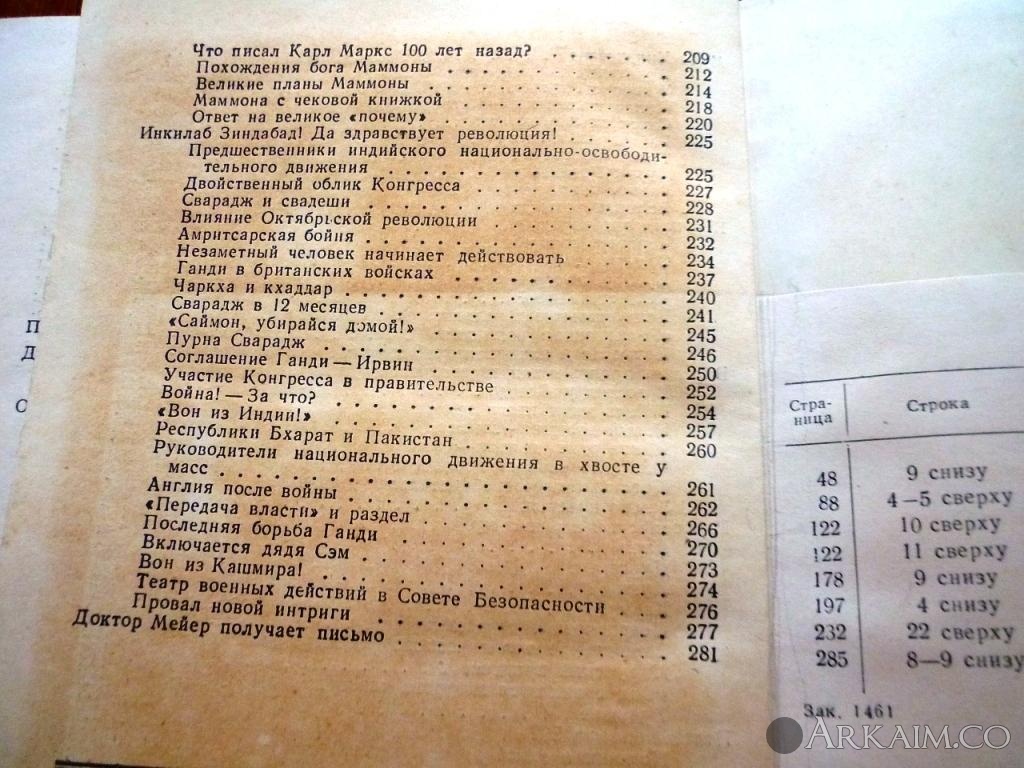 Что писал Карл Маркс 100 лет назад? . . . . . . . 209
Похождения бога Маммоны . . . . . . . . . . . 212
Великие планы Маммоны . . . . . . . . . . . . 214
Маммона с чековой книжкой . . . . . . . . . . 218
Ответ на великое «почему» . . . . . . . . . . . 220
Инкилаб Зиндабад! Да здравствует революция! . . . . . . 225
Предшественники индийского национально-освободи-
тельного движения . . . . . . . . . . . . . . 225
Двойственный облик Конгресса . . . . . . . . . . 227
Сварадж и свадеши . . . . . . . . . . . . . . 228
Влияние Октябрьской революции . . . . . . . . . 231
Амритсарская бойня . . . . . . . . . . . . . . 232
Незаметный человек начинает действовать . . . . . 234
Ганди в британских войсках . . . . . . . . . . . 237
Чаркха и кхаддар . . . . . . . . . . . . . . . 240
Сварадж в 12 месяцев . . . . . . . . . . . . . 241
«Саймон, убирайся домой!» . . . . . . . . . . . 245
Пурна Сварадж . . . . . . . . . . . . . . . . 246
Соглашение Ганди — Ирвин . . . . . . . . . . . 250
Участие Конгресса в правительстве . . . . . . . . 252
Война! — За что? . . . . . . . . . . . . . . . 254
«Вон из Индии!» . . . . . . . . . . . . . . . 257
Республики Бхарат и Пакистан . . . . . . . . . . 260
Руководители национального движения в хвосте у
масс . . . . . . . . . . . . . . . . . . . . 261
Англия после войны . . . . . . . . . . . . . . 262
«Передача власти» и раздел . . . . . . . . . . . 266
Последняя борьба Ганди . . . . . . . . . . . . 270
Включается дядя Сэм . . . . . . . . . . . . . 273
Вон из Кашмира! . . . . . . . . . . . . . . . 274
Театр военных действий в Совете Безопасности . . . 276
Провал новой интриги . . . . . . . . . . . . . 277
Доктор Мейер получает письмо . . . . . . . . . . . 281
П
Д
С
Стра-
ница
Строка
48 9 снизу
88 4—5 сверху
122 10 сверху
122 11 сверху
178 9 снизу
197 4 снизу
232 22 сверху
285 8—9 снизу
Зак. 1461
ARKAIM.CO